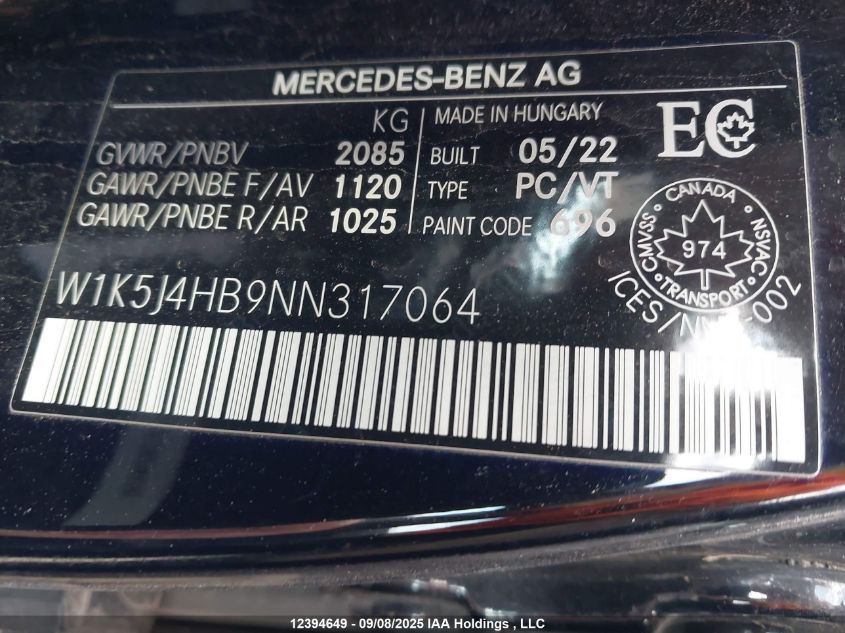 MERCEDES-BENZ AG
KG
GVWR/PNBV 2085
GAWR/PNBE F/AV 1120
GAWR/PNBE R/AR 1025
MADE IN HUNGARY
BUILT 05/22
TYPE PC/VT
PAINT CODE 696
EC
CANADA
CMVSS 974 NSVAC
TRANSPORT
ICES/
-002
W1K5J4HB9NN317064
12394649 - 09/08/2025 IAA Holdings , LLC